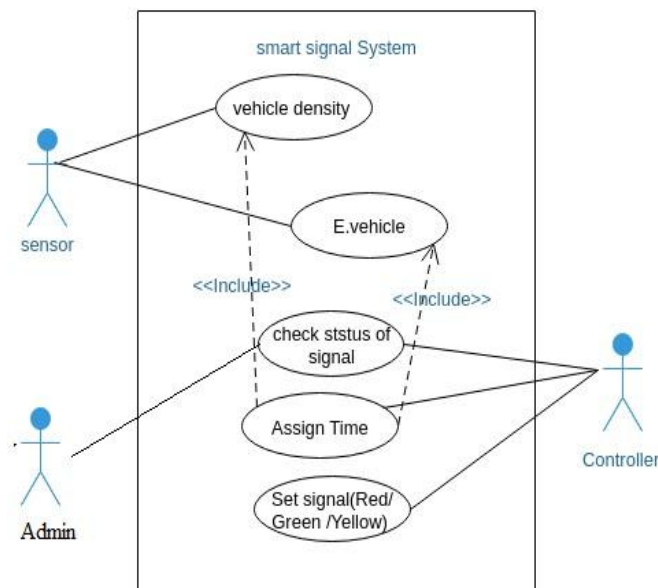 smart signal System
vehicle density
sensor
E.vehicle
<<Include>>
<<Include>>
check ststus of
signal
Assign Time
Controller
Set signal(Red/
Green /Yellow)
Admin